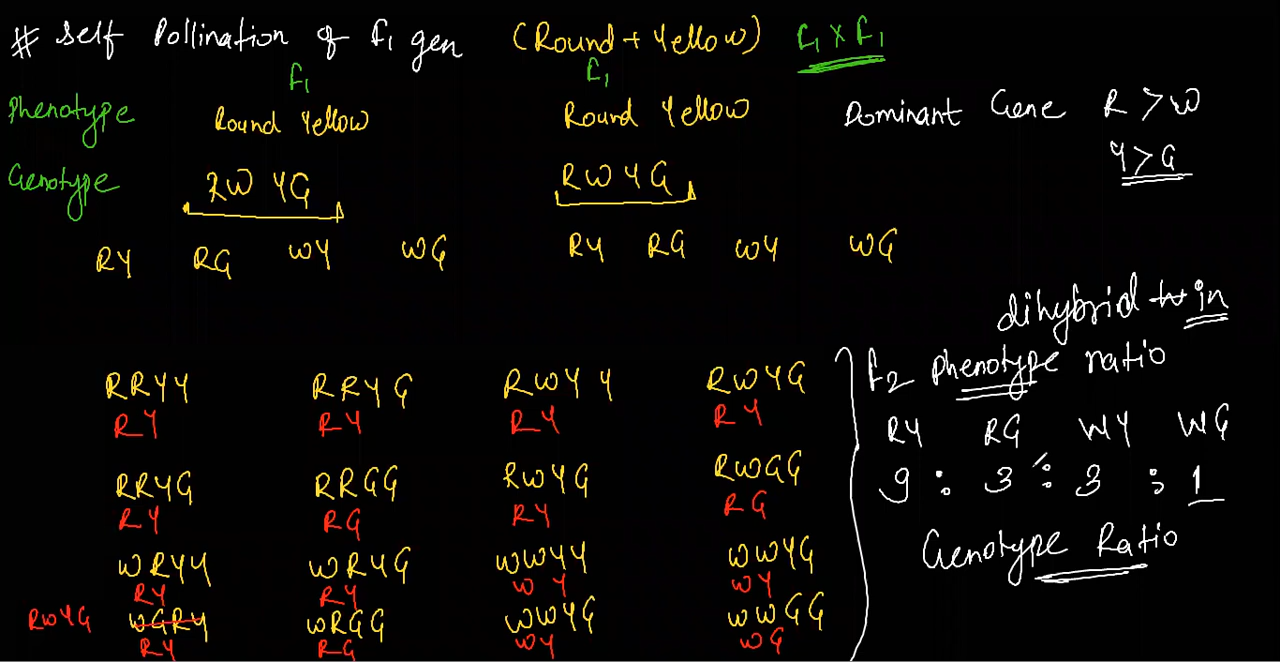 # Self Pollination of F1 gen (Round + Yellow) F1 X F1
F1 F1
Phenotype Round Yellow Round Yellow Dominant Gene R > W
Y > G
Genotype RW YG RW YG
RY RG WY WG RY RG WY WG
dihybrid in
F2 Phenotype ratio
RRYY RRYG RWYY RWYG
RY RY RY RY
RY RG WY WG
9 : 3 : 3 : 1
RRYG RRGG RWYG RWGG
RY RG RY RG
Genotype Ratio
WRYY WRYG WWYY WWYG
RY RY WY WY
RWYG WGRY WRGG WWYG WWGG
RY RG WY WG